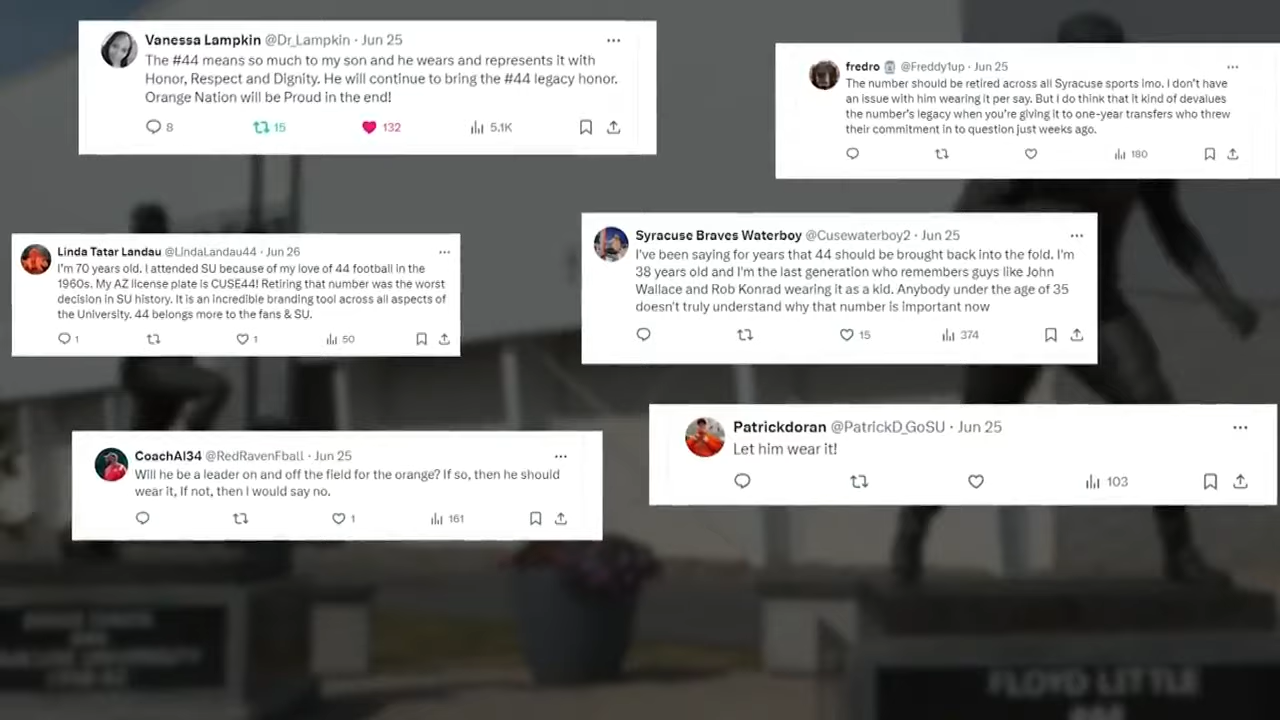 Vanessa Lampkin @Dr_Lampkin · Jun 25
The #44 means so much to my son and he wears and represents it with
Honor, Respect and Dignity. He will continue to bring the #44 legacy honor.
Orange Nation will be Proud in the end!
8 15 132 5.1K
fredro @Freddy1up · Jun 25
The number should be retired across all Syracuse sports imo. I don't have
an issue with him wearing it per say. But I do think that it kind of devalues
the number's legacy when you're giving it to one-year transfers who threw
their commitment in to question just weeks ago.
180
Linda Tatar Landau @LindaLandau44 · Jun 26
I'm 70 years old. I attended SU because of my love of 44 football in the
1960s. My AZ license plate is CUSE44! Retiring that number was the worst
decision in SU history. It is an incredible branding tool across all aspects of
the University. 44 belongs more to the fans & SU.
1 1 50
Syracuse Braves Waterboy @Cusewaterboy2 · Jun 25
I've been saying for years that 44 should be brought back into the fold. I'm
38 years old and I'm the last generation who remembers guys like John
Wallace and Rob Konrad wearing it as a kid. Anybody under the age of 35
doesn't truly understand why that number is important now
15 374
CoachAl34 @RedRavenFball · Jun 25
Will he be a leader on and off the field for the orange? If so, then he should
wear it, If not, then I would say no.
1 161
Patrickdoran @PatrickD_GoSU · Jun 25
Let him wear it!
103
FLOYD LITTLE